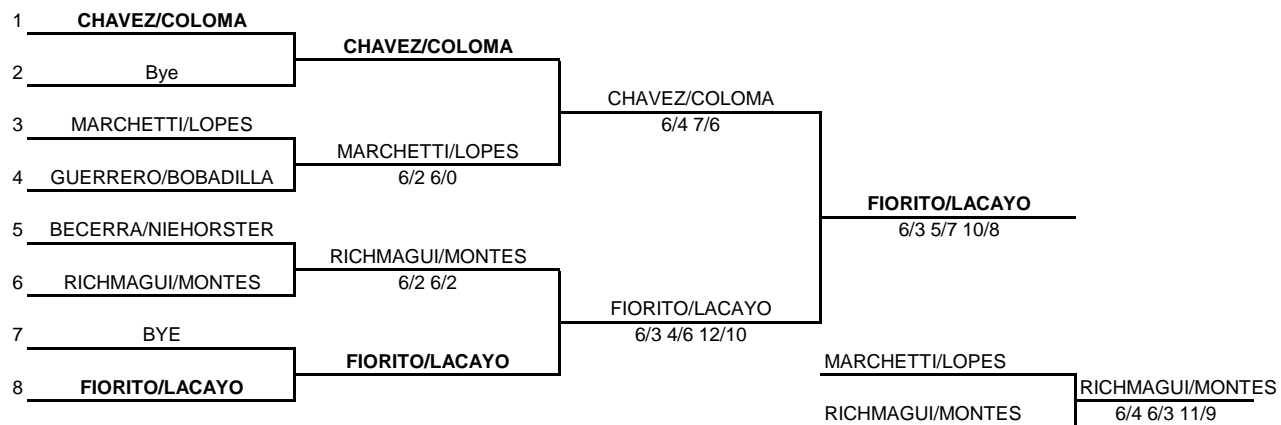 1 CHAVEZ/COLOMA
CHAVEZ/COLOMA
2 Bye
CHAVEZ/COLOMA
6/4 7/6
3 MARCHETTI/LOPES
MARCHETTI/LOPES
6/2 6/0
4 GUERRERO/BOBADILLA
FIORITO/LACAYO
6/3 5/7 10/8
5 BECERRA/NIEHORSTER
RICHMAGUI/MONTES
6/2 6/2
6 RICHMAGUI/MONTES
FIORITO/LACAYO
6/3 4/6 12/10
7 BYE
FIORITO/LACAYO
8 FIORITO/LACAYO
MARCHETTI/LOPES
RICHMAGUI/MONTES
6/4 6/3 11/9
RICHMAGUI/MONTES